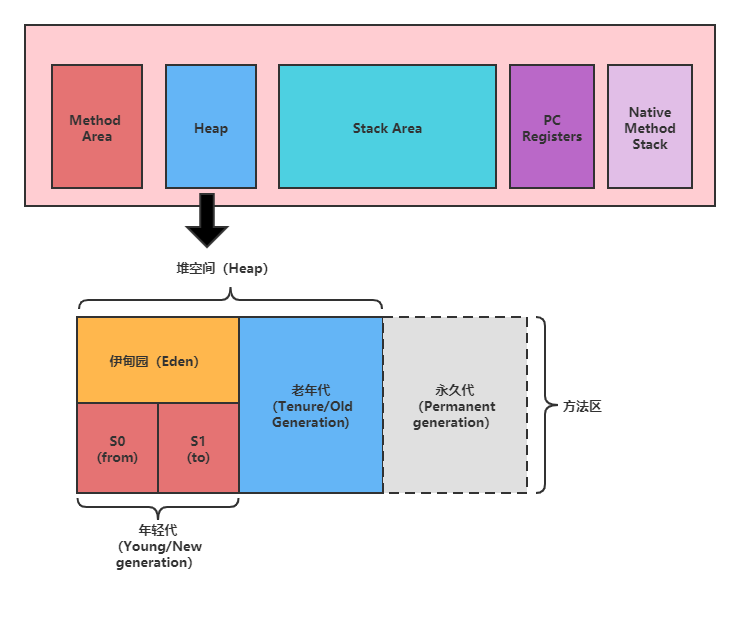 Method
Area
Heap
Stack Area
PC
Registers
Native
Method
Stack
堆空间（Heap）
伊甸园（Eden）
S0
(from)
S1
(to)
老年代
（Tenure/Old
Generation)
永久代
（Permanent
generation）
方法区
年轻代
（Young/New
generation）